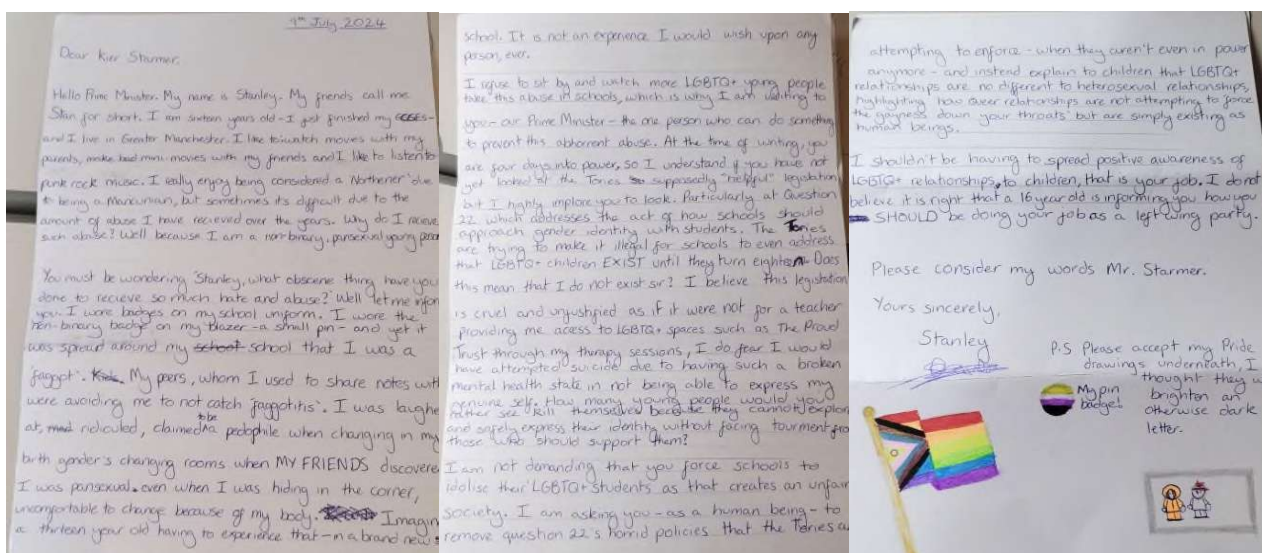 9th July 2024
Dear Kier Starmer.
Hello Prime Minister. My name is Stanley. My friends call me
Stan for short. I am sixteen years old - I just finished my GCSES -
and I live in Greater Manchester. I like to watch movies with my
parents, make bad mini-movies with my friends and I like to listen to
punk rock music. I really enjoy being considered a 'Northener' due
to being a Mancunian, but sometimes its difficult due to the
amount of abuse I have recieved over the years. Why do I recieve
such abuse? Well because I am a non-binary, pansexual young person
You must be wondering 'Stanley, what obscene thing have you
done to recieve so much hate and abuse?' Well let me inform
you. I wore badges on my school uniform. I wore the
non-binary badge on my blazer - a small pin - and yet it
was spread around my school school that I was a
'faggot'. My peers, whom I used to share notes with
were avoiding me to not catch 'faggotitis'. I was laughe
at, ridiculed, claimed to be a pedophile when changing in my
birth gender's changing rooms when MY FRIENDS discovere
I was pansexual. even when I was hiding in the corner,
uncomfortable to change because of my body. Imagin
a thirteen year old having to experience that - in a brand new
school. It is not an experience I would wish upon any
person, ever.
I refuse to sit by and watch more LGBTQ+ young people
take this abuse in schools, which is why I am writing to
you - our Prime Minister - the one person who can do something
to prevent this abhorrent abuse. At the time of writing, you
are four days into power, so I understand if you have not
yet looked at the Tories supposedly "helpful" legistation
but I highly implore you to look. Particularly at Question
22 which addresses the act of how schools should
approach gender identity with students. The Tories
are trying to make it illegal for schools to even address
that LGBTQ+ children EXIST until they turn eighteen. Does
this mean that I do not exist sir? I believe this legistation
is cruel and unjustified as if it were not for a teacher
providing me acess to LGBTQ+ spaces such as The Proud
Trust through my therapy sessions, I do fear I would
have attempted suicide due to having such a broken
mental health state in not being able to express my
genuine self. How many young people would you
rather see kill themselves because they cannot explore
and safely express their identity without facing tourment fro
those who should support them?
I am not demanding that you force schools to
idolise their LGBTQ+ students as that creates an unfair
society. I am asking you - as a human being - to
remove question 22's horrid policies that the Tories a
attempting to enforce - when they aren't even in power
anymore - and instead explain to children that LGBTQ+
relationships are no different to heterosexual relationships,
highlighting how queer relationships are not attempting to 'force
the gayness down your throats' but are simply existing as
human beings.
I shouldn't be having to spread positive awareness of
LGBTQ+ relationships, to children, that is your job. I do not
believe it is right that a 16 year old is informing you how you
SHOULD be doing your job as a left wing party.
Please consider my words Mr. Starmer.
Yours sincerely,
Stanley
P.S Please accept my Pride
drawings underneath, I
thought they w
brighten an
otherwise dark
letter.
My pin
badge!